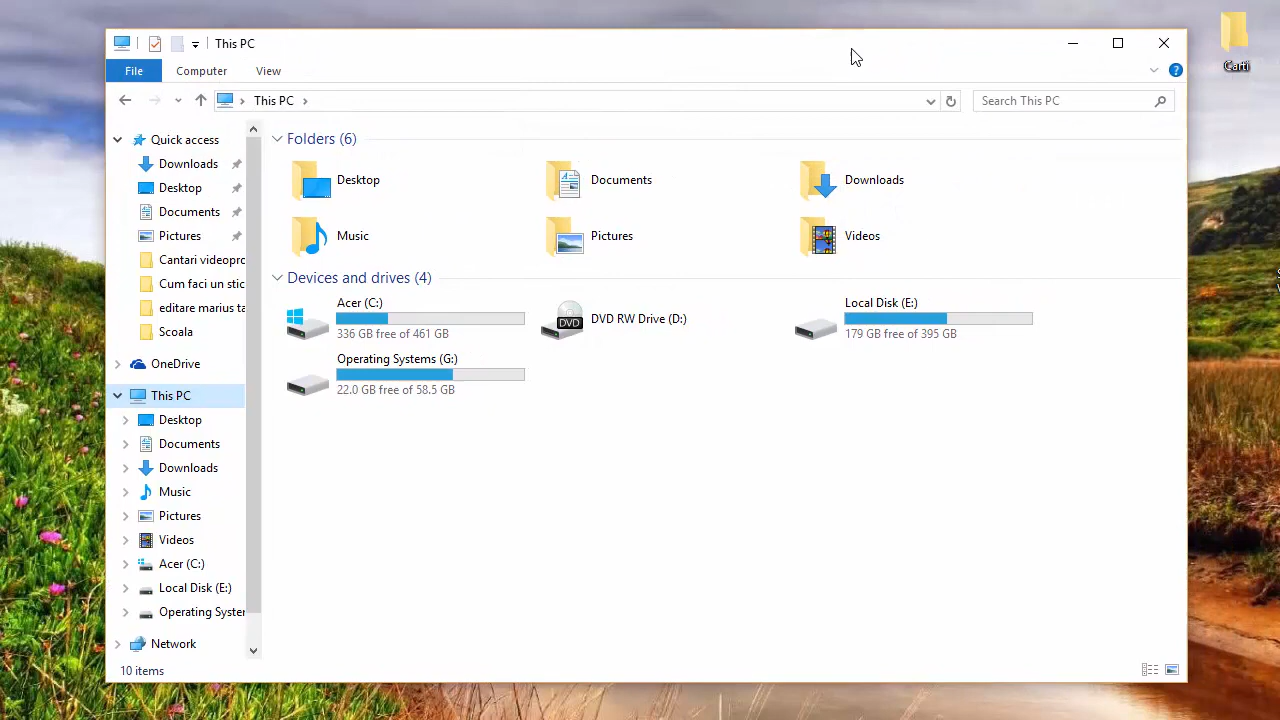 This PC
File Computer View
This PC
Search This PC
Quick access
Downloads
Desktop
Documents
Pictures
Cantari videopro
Cum faci un stic
editare marius ta
Scoala
OneDrive
This PC
Desktop
Documents
Downloads
Music
Pictures
Videos
Acer (C:)
Local Disk (E:)
Operating System
Network
Folders (6)
Desktop
Documents
Downloads
Music
Pictures
Videos
Devices and drives (4)
Acer (C:)
336 GB free of 461 GB
DVD
DVD RW Drive (D:)
Local Disk (E:)
179 GB free of 395 GB
Operating Systems (G:)
22.0 GB free of 58.5 GB
10 items
Carti